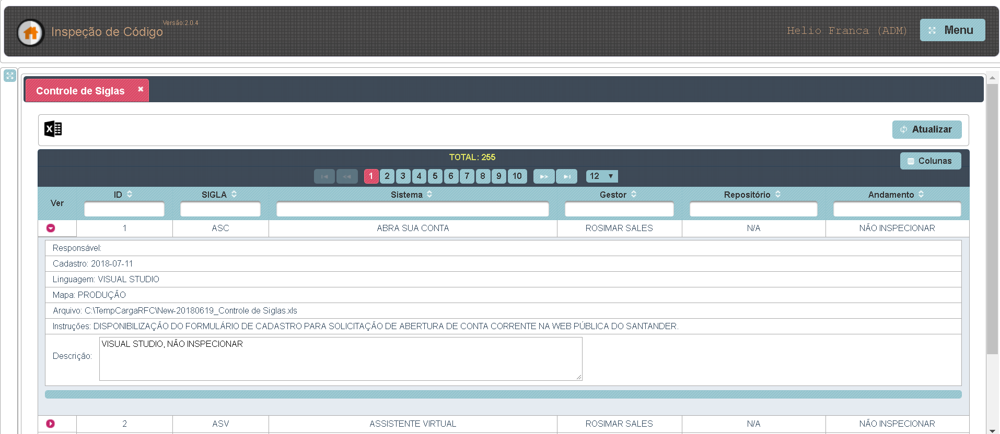 Inspeção de Código Versão:2.0.4
Helio Franca (ADM) Menu
Controle de Siglas
Atualizar
TOTAL: 255
Colunas
1 2 3 4 5 6 7 8 9 10 12
Ver ID SIGLA Sistema Gestor Repositório Andamento
1 ASC ABRA SUA CONTA ROSIMAR SALES N/A NÃO INSPECIONAR
Responsável:
Cadastro: 2018-07-11
Linguagem: VISUAL STUDIO
Mapa: PRODUÇÃO
Arquivo: C:\TempCargaRFC\New-20180619_Controle de Siglas.xls
Instruções: DISPONIBILIZAÇÃO DO FORMULÁRIO DE CADASTRO PARA SOLICITAÇÃO DE ABERTURA DE CONTA CORRENTE NA WEB PÚBLICA DO SANTANDER.
Descrição: VISUAL STUDIO, NÃO INSPECIONAR
2 ASV ASSISTENTE VIRTUAL ROSIMAR SALES N/A NÃO INSPECIONAR